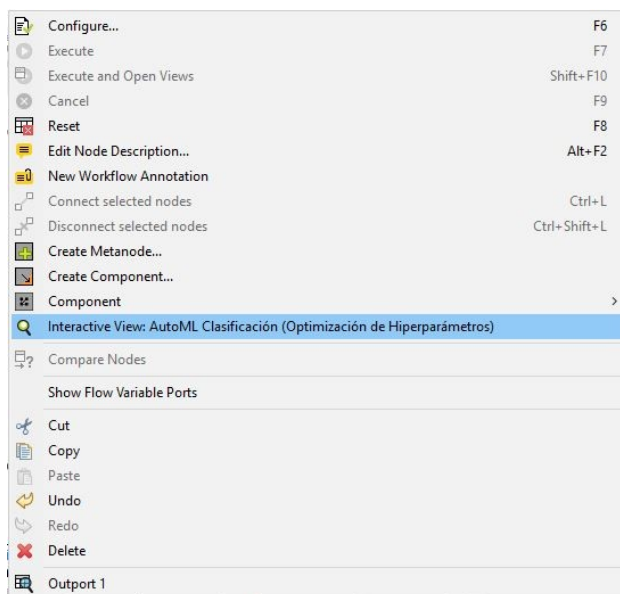 Configure... F6
Execute F7
Execute and Open Views Shift+F10
Cancel F9
Reset F8
Edit Node Description... Alt+F2
New Workflow Annotation
Connect selected nodes Ctrl+L
Disconnect selected nodes Ctrl+Shift+L
Create Metanode...
Create Component...
Component
Interactive View: AutoML Clasificación (Optimización de Hiperparámetros)
Compare Nodes
Show Flow Variable Ports
Cut
Copy
Paste
Undo
Redo
Delete
Outport 1